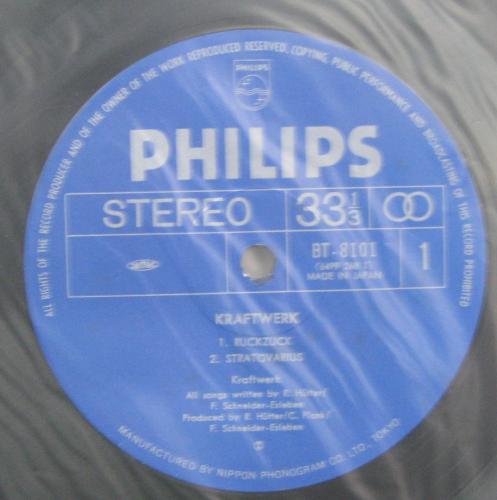 ALL RIGHTS OF THE RECORD PRODUCER AND OF THE OWNER OF THE WORK REPRODUCED RESERVED, COPYING, PUBLIC PERFORMANCE AND BROADCASTING OF THIS RECORD PROHIBITED
PHILIPS
PHILIPS
STEREO 33 1/3
BT-8101 1
MADE IN JAPAN
KRAFTWERK
1. RUCKZUCK
2. STRATOVARIUS
Kraftwerk
All songs written by R. Hütter/
F. Schneider-Esleben
Produced by R. Hütter/C. Plank/
F. Schneider-Esleben
MANUFACTURED BY NIPPON PHONOGRAM CO., LTD., TOKYO.